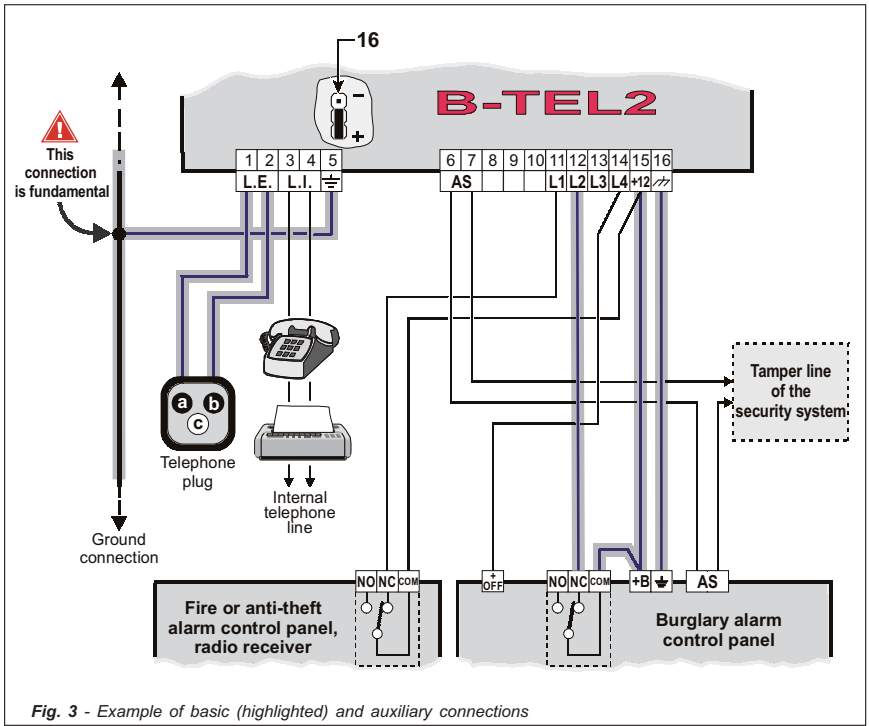 16
B-TEL2
−
+
!
This
connection
is fundamental
1 2 3 4 5
L.E. L.I.
6 7 8 9 10 11 12 13 14 15 16
AS L1 L2 L3 L4 +12
a b
c
Telephone
plug
Internal
telephone
line
Ground
connection
Tamper line
of the
security system
NO NC COM
+
OFF
NO NC COM
+B
AS
Fire or anti-theft
alarm control panel,
radio receiver
Burglary alarm
control panel
Fig. 3 - Example of basic (highlighted) and auxiliary connections